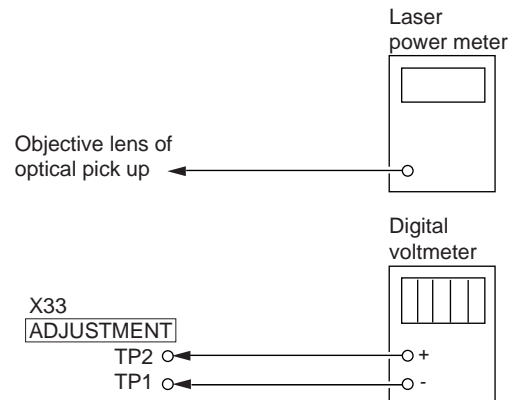 Laser
power meter
Objective lens of
optical pick up
Digital
voltmeter
X33
ADJUSTMENT
TP2
+
TP1
-